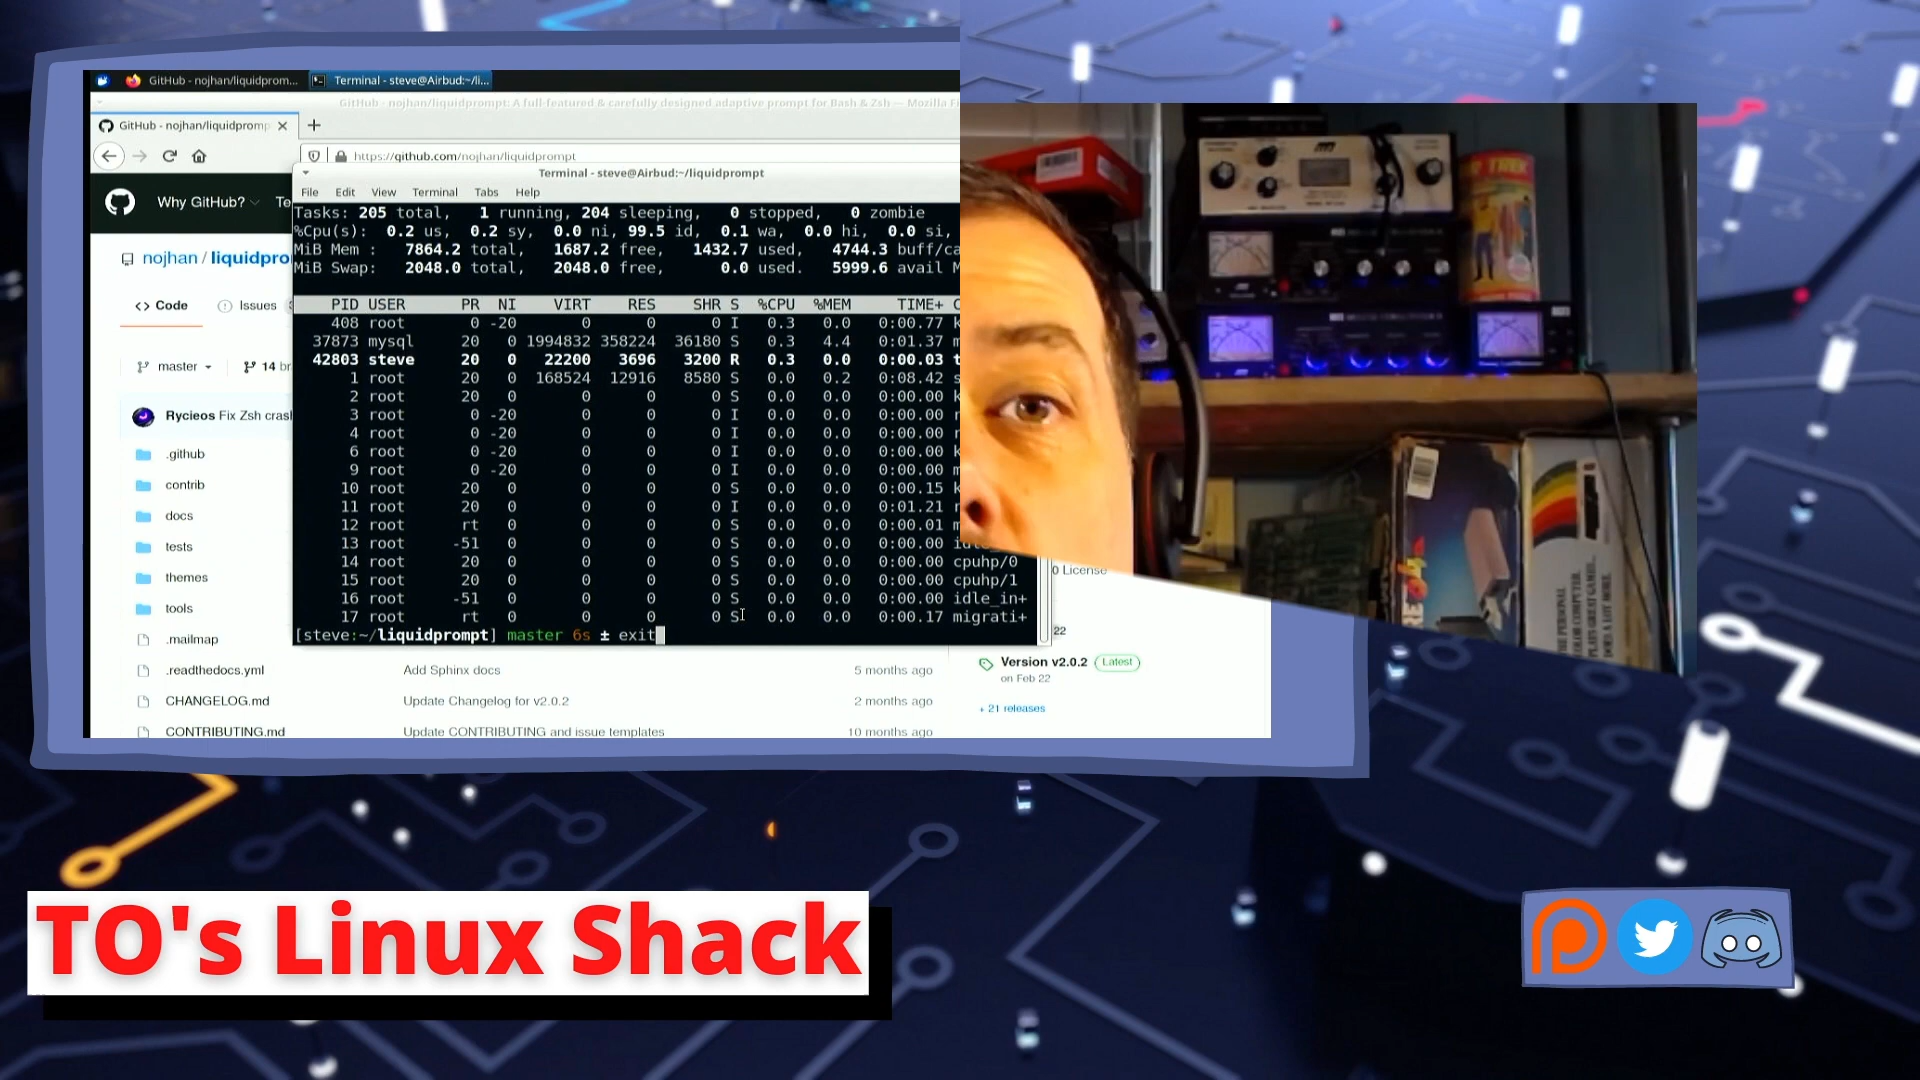 GitHub - nojhan/liquidprom...
Terminal - steve@Airbud:~/li...
GitHub - nojhan/liquidprompt: A full-featured & carefully designed adaptive prompt for Bash & Zsh — Mozilla Fi
GitHub - nojhan/liquidpromp
https://github.com/nojhan/liquidprompt
Terminal - steve@Airbud:~/liquidprompt
File Edit View Terminal Tabs Help
Why GitHub? Te
Tasks: 205 total, 1 running, 204 sleeping, 0 stopped, 0 zombie
%Cpu(s): 0.2 us, 0.2 sy, 0.0 ni, 99.5 id, 0.1 wa, 0.0 hi, 0.0 si,
MiB Mem : 7864.2 total, 1687.2 free, 1432.7 used, 4744.3 buff/ca
MiB Swap: 2048.0 total, 2048.0 free, 0.0 used. 5999.6 avail M
PID USER PR NI VIRT RES SHR S %CPU %MEM TIME+ C
408 root 0 -20 0 0 0 I 0.3 0.0 0:00.77 k
37873 mysql 20 0 1994832 358224 36180 S 0.3 4.4 0:01.37 m
42803 steve 20 0 22200 3696 3200 R 0.3 0.0 0:00.03 t
1 root 20 0 168524 12916 8580 S 0.0 0.2 0:08.42 s
2 root 20 0 0 0 0 S 0.0 0.0 0:00.00 k
3 root 0 -20 0 0 0 I 0.0 0.0 0:00.00 r
4 root 0 -20 0 0 0 I 0.0 0.0 0:00.00 r
6 root 0 -20 0 0 0 I 0.0 0.0 0:00.00 k
9 root 0 -20 0 0 0 I 0.0 0.0 0:00.00 m
10 root 20 0 0 0 0 S 0.0 0.0 0:00.15 k
11 root 20 0 0 0 0 I 0.0 0.0 0:01.21 r
12 root rt 0 0 0 0 S 0.0 0.0 0:00.01 m
13 root -51 0 0 0 0 S 0.0 0.0 0:00.00
14 root 20 0 0 0 0 S 0.0 0.0 0:00.00 cpuhp/0
15 root 20 0 0 0 0 S 0.0 0.0 0:00.00 cpuhp/1
16 root -51 0 0 0 0 S 0.0 0.0 0:00.00 idle_in+
17 root rt 0 0 0 0 S 0.0 0.0 0:00.17 migrati+
[steve:~/liquidprompt] master 6s ± exit
nojhan / liquidpro
Code Issues
master 14 br
Rycieos Fix Zsh crash
.github
contrib
docs
tests
themes
tools
.mailmap
.readthedocs.yml Add Sphinx docs 5 months ago
CHANGELOG.md Update Changelog for v2.0.2 2 months ago
CONTRIBUTING.md Update CONTRIBUTING and issue templates 10 months ago
0 License
22
Version v2.0.2 Latest
on Feb 22
+ 21 releases
TREK
THE PERSONAL
COLOR COMPUTER.
TO's Linux Shack